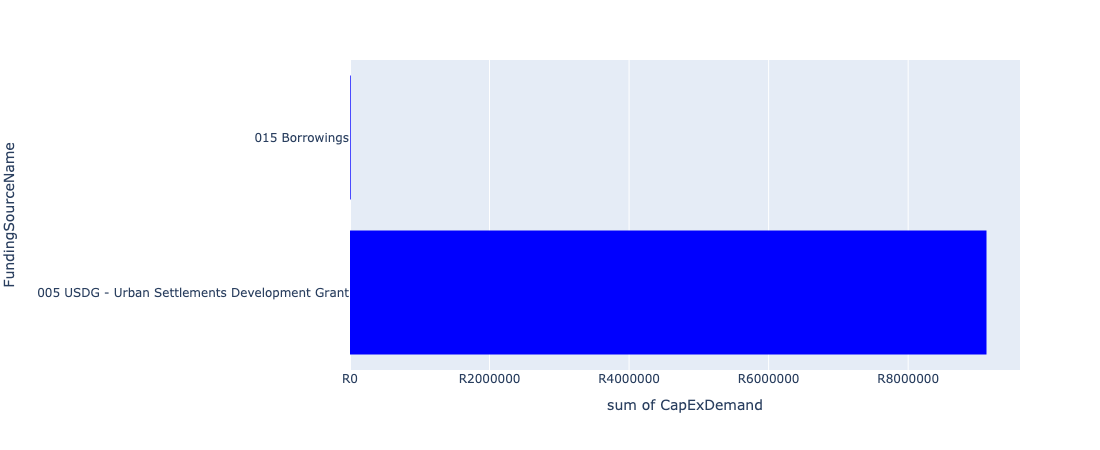 FundingSourceName
015 Borrowings
005 USDG - Urban Settlements Development Grant
R0 R2000000 R4000000 R6000000 R8000000
sum of CapExDemand